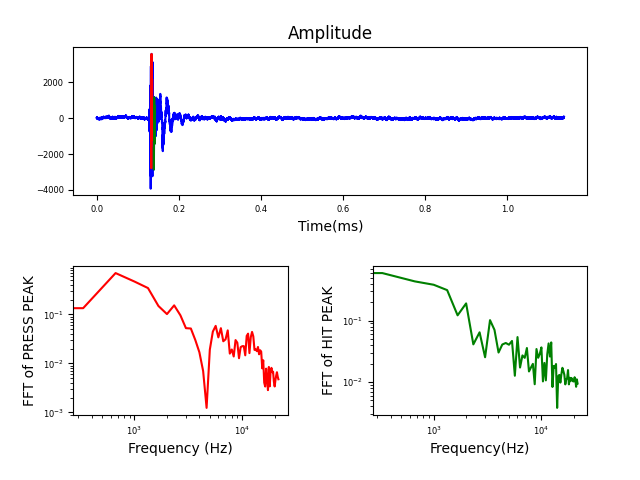 Amplitude
2000
0
−2000
−4000
0.0 0.2 0.4 0.6 0.8 1.0
Time(ms)
FFT of PRESS PEAK
10⁻¹
10⁻²
10⁻³
10³ 10⁴
Frequency (Hz)
FFT of HIT PEAK
10⁻¹
10⁻²
10³ 10⁴
Frequency(Hz)